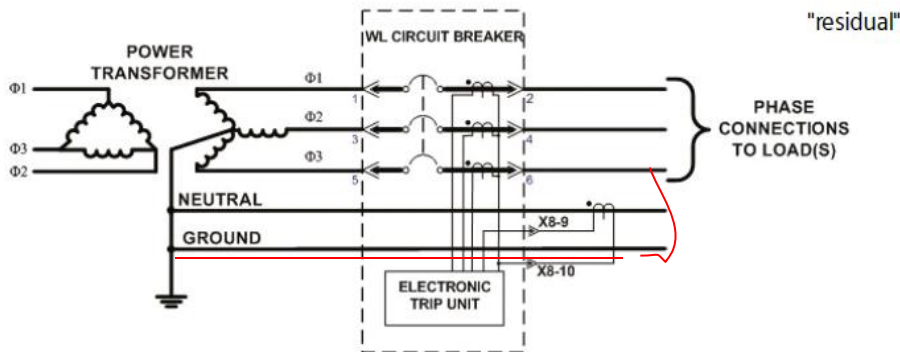 "residual"
WL CIRCUIT BREAKER
POWER
TRANSFORMER
Φ1
Φ1
1
2
Φ2
3
4
Φ3
Φ2
Φ3
5
6
PHASE
CONNECTIONS
TO LOAD(S)
NEUTRAL
X8-9
GROUND
X8-10
ELECTRONIC
TRIP UNIT